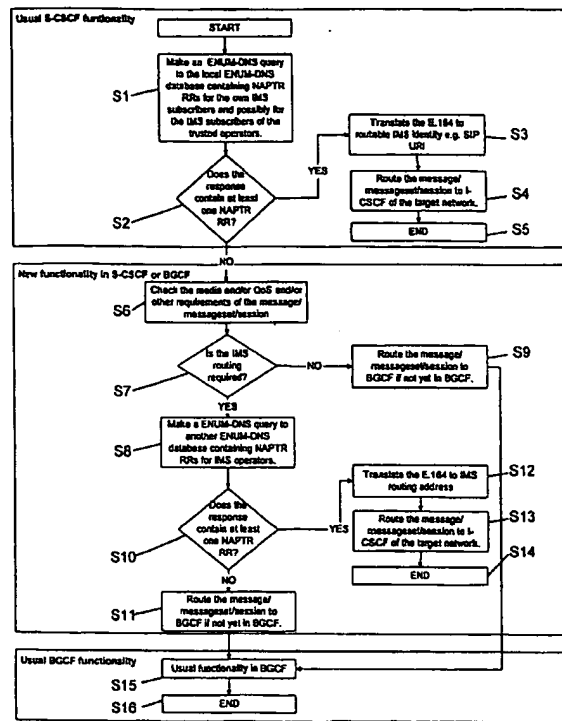 Usual S-CSCF funtionality
START
S1
Make an ENUM-DNS query
to the local ENUM-DNS
database containing NAPTR
RRs for the own IMS
subscribers and possibly for
the IMS subscribers of the
trusted operators.
S2
Does the
response
contain at least
one NAPTR
RR?
YES
Translate the E.164 to
routable IMS identity e.g. SIP
URI
S3
Route the message/
messageset/session to I-
CSCF of the target network.
S4
END
S5
NO
New functionality in S-CSCF or BGCF
S6
Check the media and/or QoS and/or
other requirements of the message/
messageset/session
S7
Is the IMS
routing
required?
NO
Route the message/
messageset/session to
BGCF if not yet in BGCF.
S9
YES
S8
Make a ENUM-DNS query to
another ENUM-DNS
database containing NAPTR
RRs for IMS operators.
S10
Does the
response
contain at least
one NAPTR
RR?
YES
Translate the E.164 to IMS
routing address
S12
Route the message/
messageset/session to I-
CSCF of the target network.
S13
END
S14
NO
S11
Route the message/
messageset/session to
BGCF if not yet in BGCF.
Usual BGCF functionality
S15
Usual functionality in BGCF
S16
END